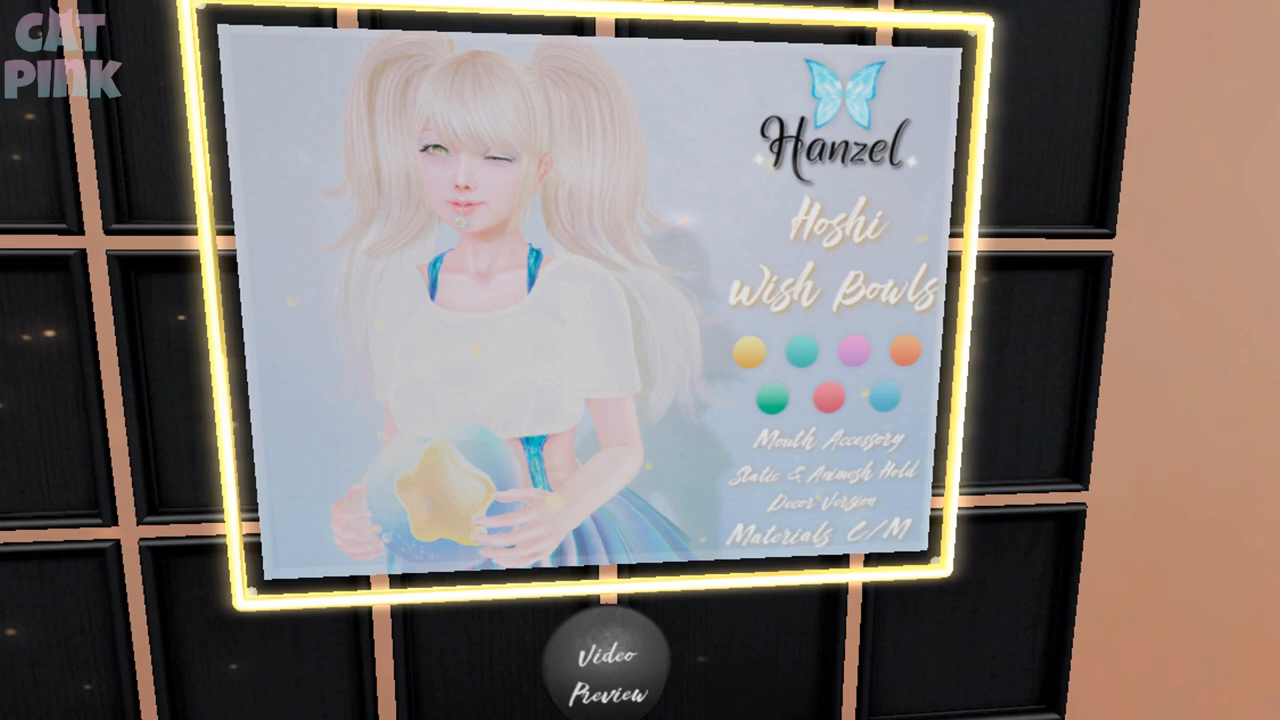 CAT
PINK
Hanzel
Hoshi
Wish Bowls
Mouth Accessory
Static & Animesh Hold
Decor Version
Materials C/M
Video
Preview